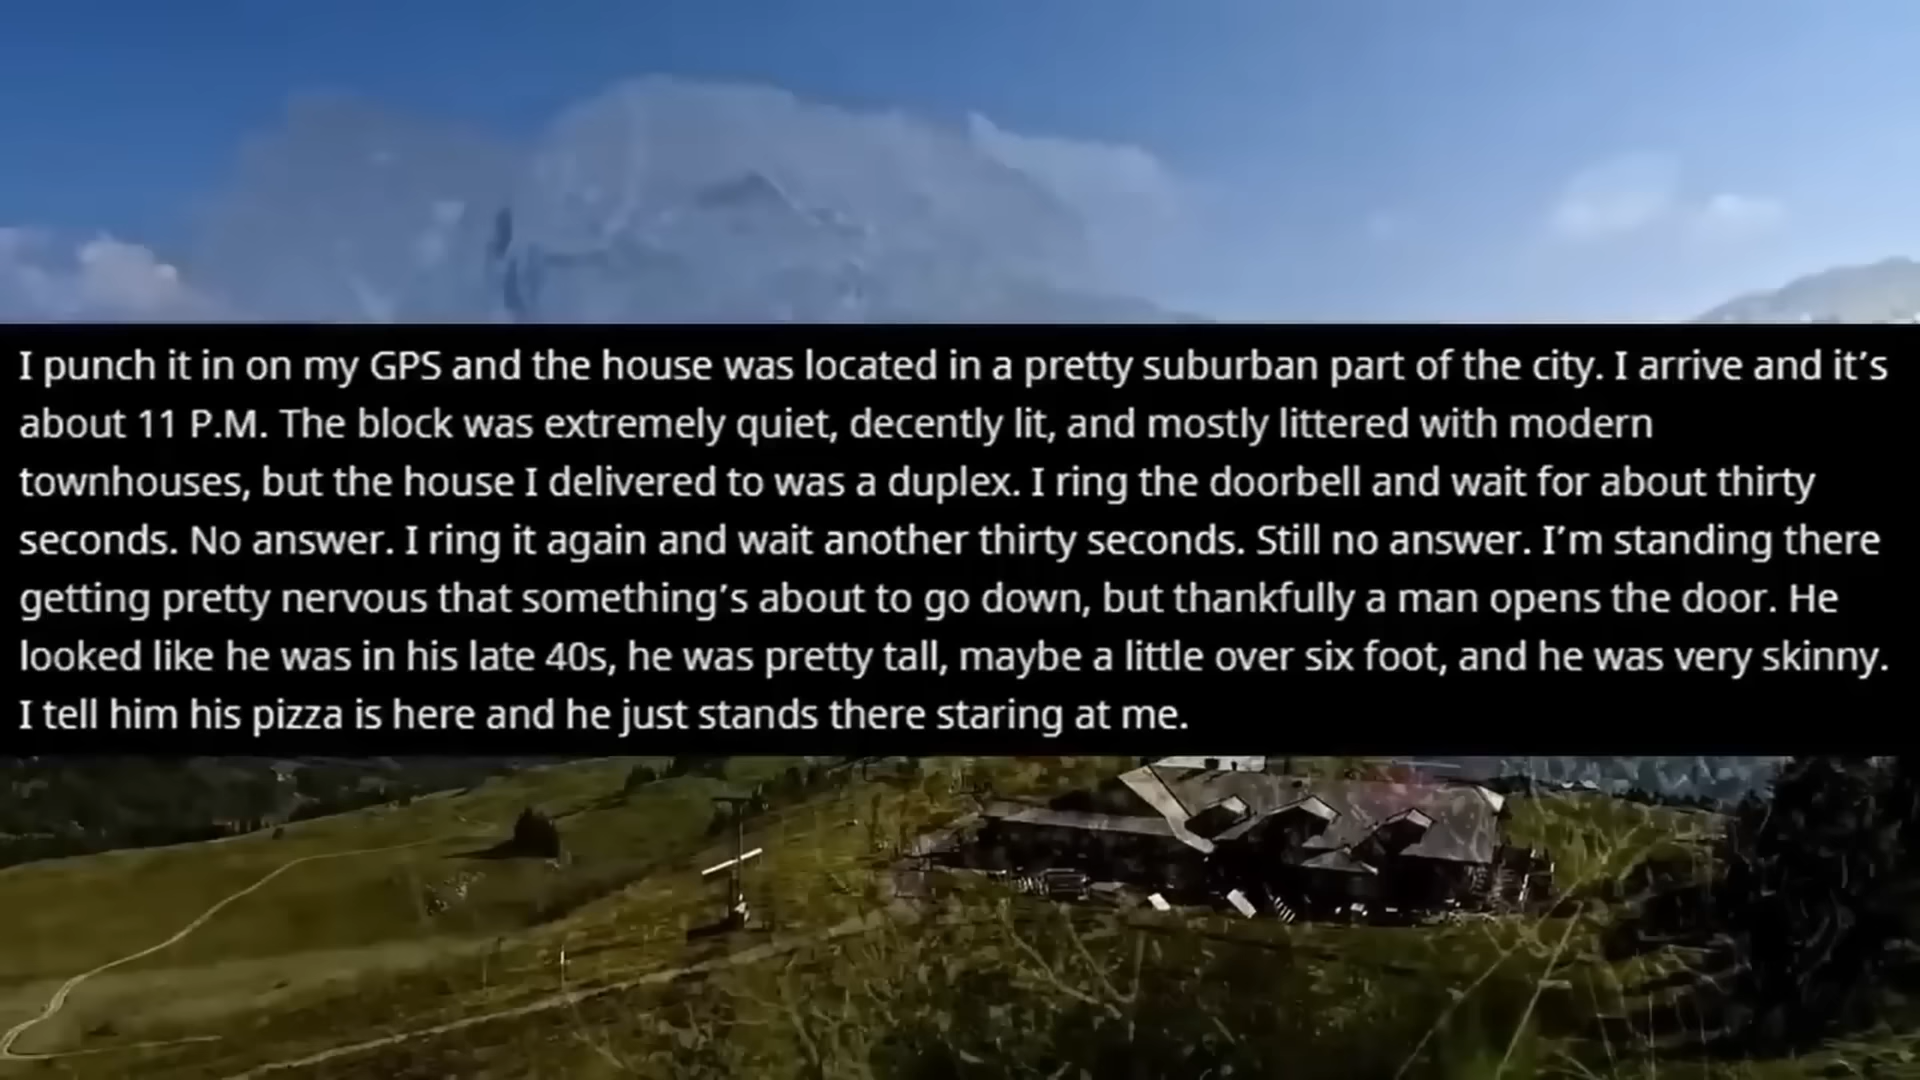 I punch it in on my GPS and the house was located in a pretty suburban part of the city. I arrive and it's
about 11 P.M. The block was extremely quiet, decently lit, and mostly littered with modern
townhouses, but the house I delivered to was a duplex. I ring the doorbell and wait for about thirty
seconds. No answer. I ring it again and wait another thirty seconds. Still no answer. I'm standing there
getting pretty nervous that something's about to go down, but thankfully a man opens the door. He
looked like he was in his late 40s, he was pretty tall, maybe a little over six foot, and he was very skinny.
I tell him his pizza is here and he just stands there staring at me.